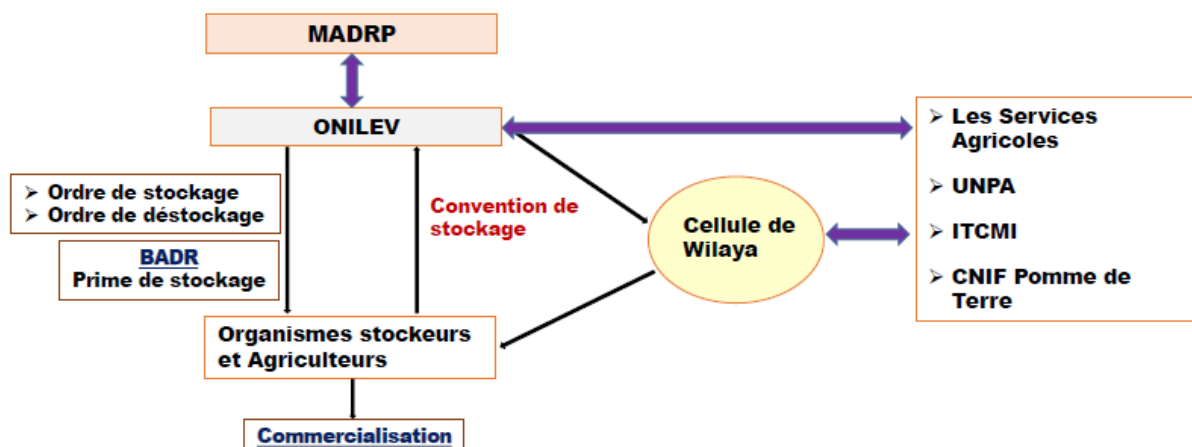 MADRP
ONILEV
➢ Ordre de stockage
➢ Ordre de déstockage
BADR
Prime de stockage
Convention de
stockage
Organismes stockeurs
et Agriculteurs
Commercialisation
Cellule de
Wilaya
➢ Les Services
Agricoles
➢ UNPA
➢ ITCMI
➢ CNIF Pomme de
Terre